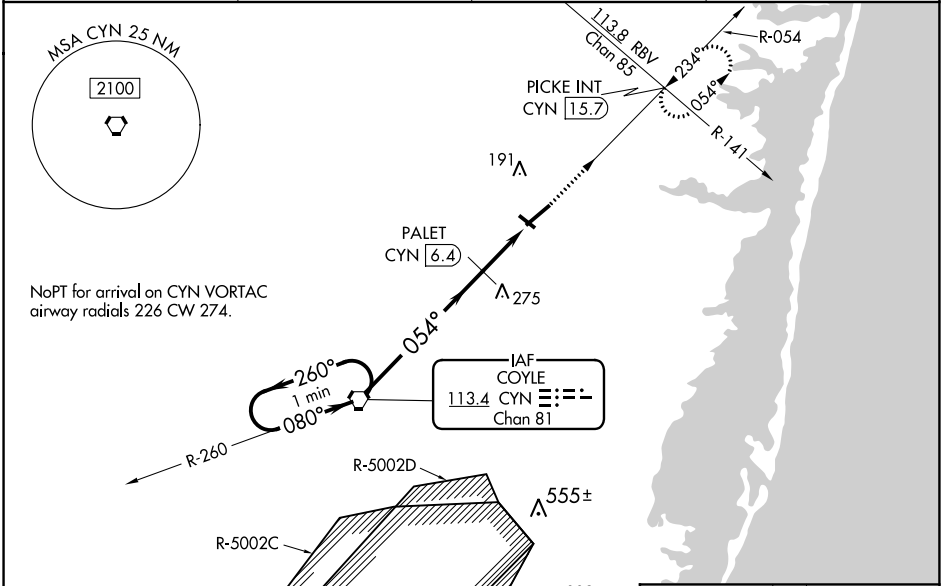 MSA CYN 25 NM
2100
113.8 RBV
Chan 85
R-054
234°
054°
PICKE INT
CYN 15.7
R-141
191
PALET
CYN 6.4
275
NoPT for arrival on CYN VORTAC
airway radials 226 CW 274.
054°
IAF
COYLE
113.4 CYN
Chan 81
260°
1 min
080°
R-260
R-5002D
555±
R-5002C